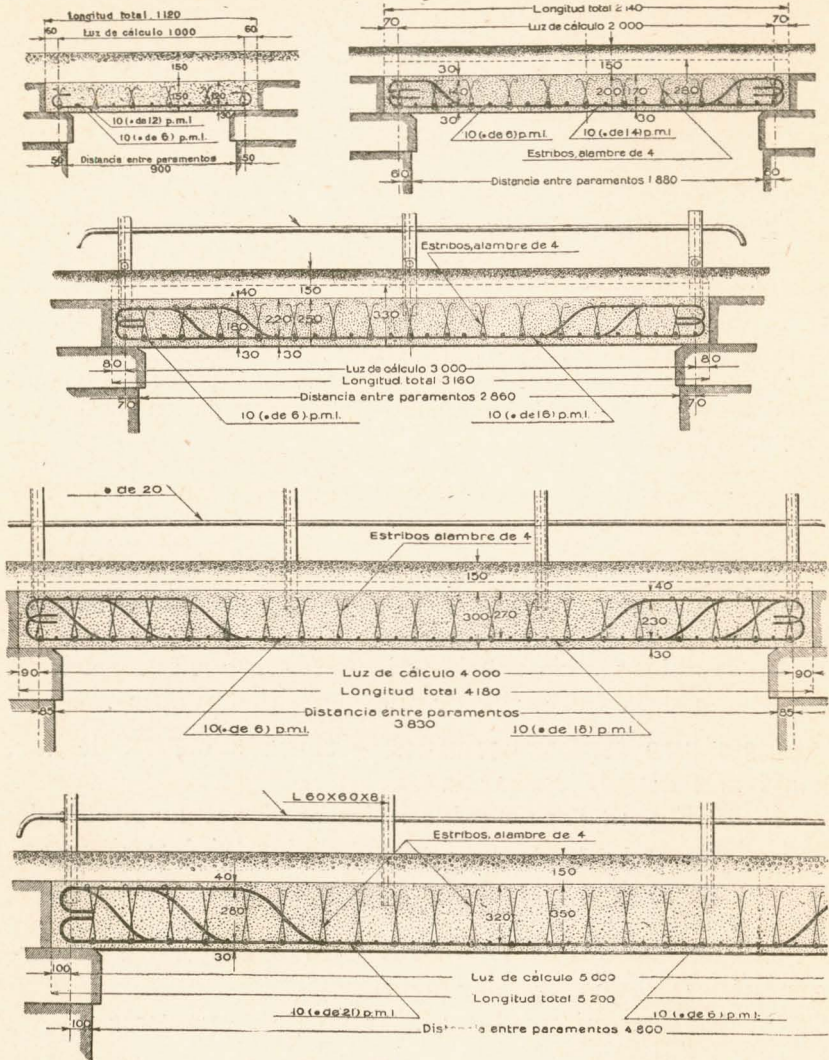 Longitud total 1120
60 60
Luz de cálculo 1000
150
150 120
30
10 (• de 12) p.m.l
10 (• de 6) p.m.l.
50 Distancia entre paramentos 50
900
Longitud total 2140
70 70
Luz de cálculo 2 000
150
30
140 200 170 280
30 30
10 (• de 6) p.m.l. 10 (• de 14) p.m.l
Estribos, alambre de 4
60 Distancia entre paramentos 1 880 60
Estribos, alambre de 4
40 150
180 220 250 330
30 30
80 Luz de cálculo 3 000 80
Longitud total 3160
Distancia entre paramentos 2 860
70 70
10 (• de 6) p.m.l. 10 (• de 16) p.m.l.
• de 20
Estribos alambre de 4
150
40
300 270 230
30
90 Luz de cálculo 4 000 90
Longitud total 4180
85 Distancia entre paramentos 85
3 830
10 (• de 6) p.m.l. 10 (• de 18) p.m.l
L 60X60X8
Estribos, alambre de 4
150
40
280 320 350
30
100 Luz de cálculo 5 000
Longitud total 5 200
10 (• de 21) p.m.l 10 (• de 6) p.m.l.
100 Distancia entre paramentos 4 800